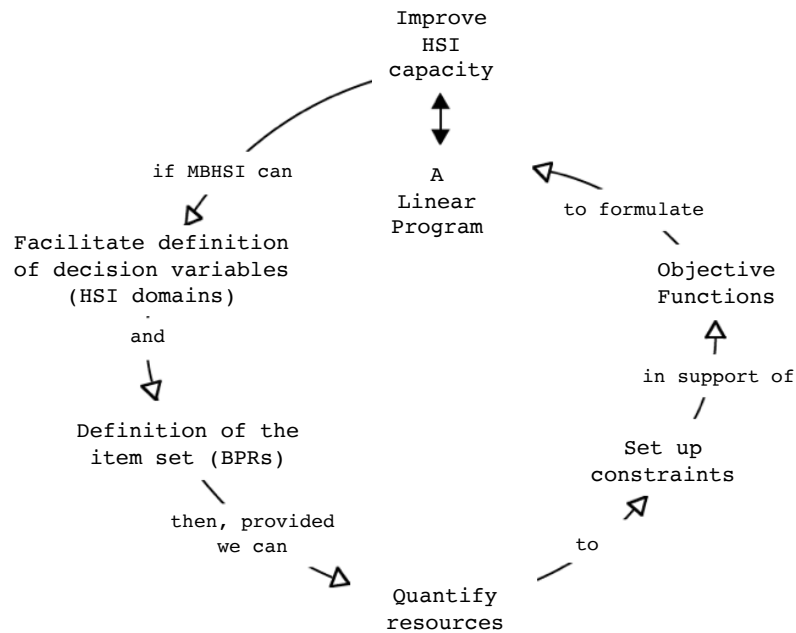 Improve
HSI
capacity
A
Linear
Program
if MBHSI can
Facilitate definition
of decision variables
(HSI domains)
and
Definition of the
item set (BPRs)
then, provided
we can
Quantify
resources
to
Set up
constraints
in support of
Objective
Functions
to formulate